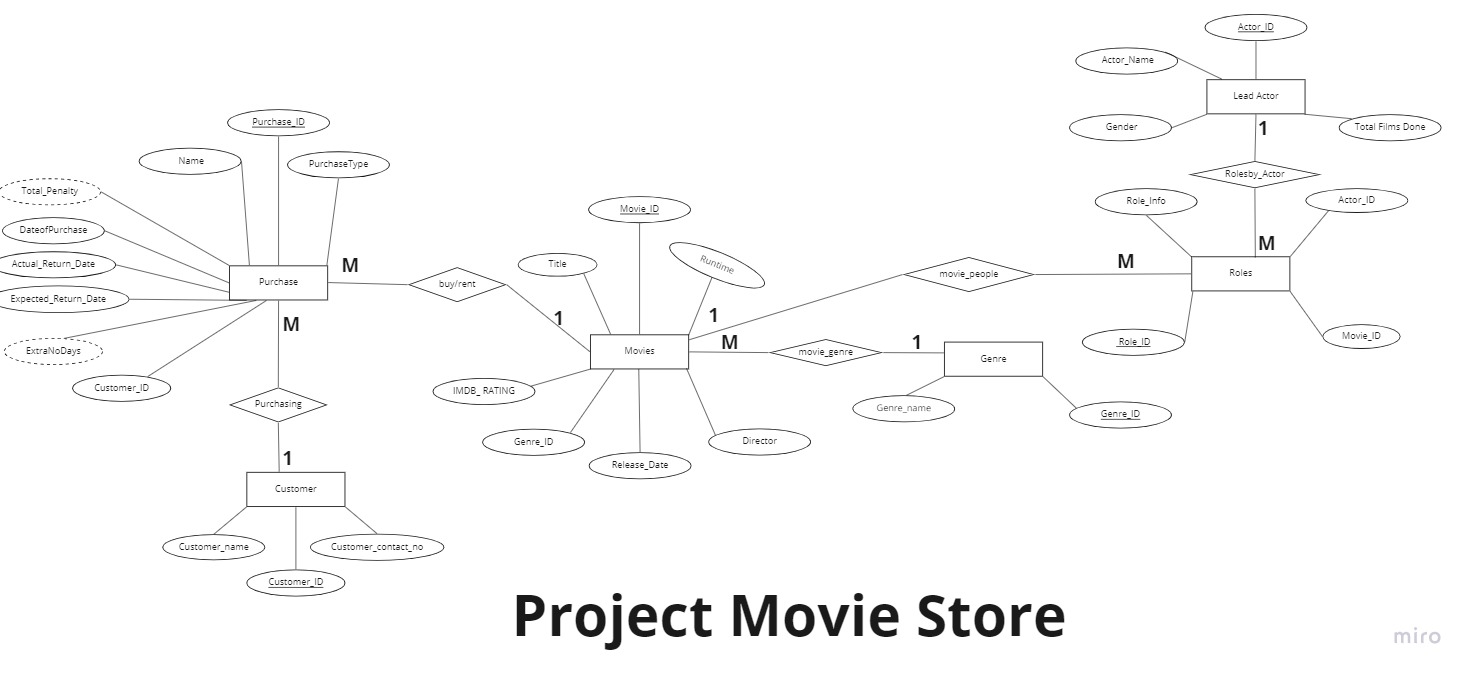 Actor_ID
Actor_Name
Lead Actor
Gender
1
Total Films Done
Rolesby_Actor
Role_Info
Actor_ID
M
Roles
Role_ID
Movie_ID
Purchase_ID
Name
PurchaseType
Total_Penalty
DateofPurchase
Actual_Return_Date
Expected_Return_Date
ExtraNoDays
Customer_ID
Purchase
M
M
buy/rent
1
Purchasing
1
Customer
Customer_name
Customer_contact_no
Customer_ID
Movie_ID
Title
Runtime
Movies
IMDB_ RATING
Genre_ID
Release_Date
Director
1
movie_people
M
M
movie_genre
1
Genre
Genre_name
Genre_ID
Project Movie Store
miro